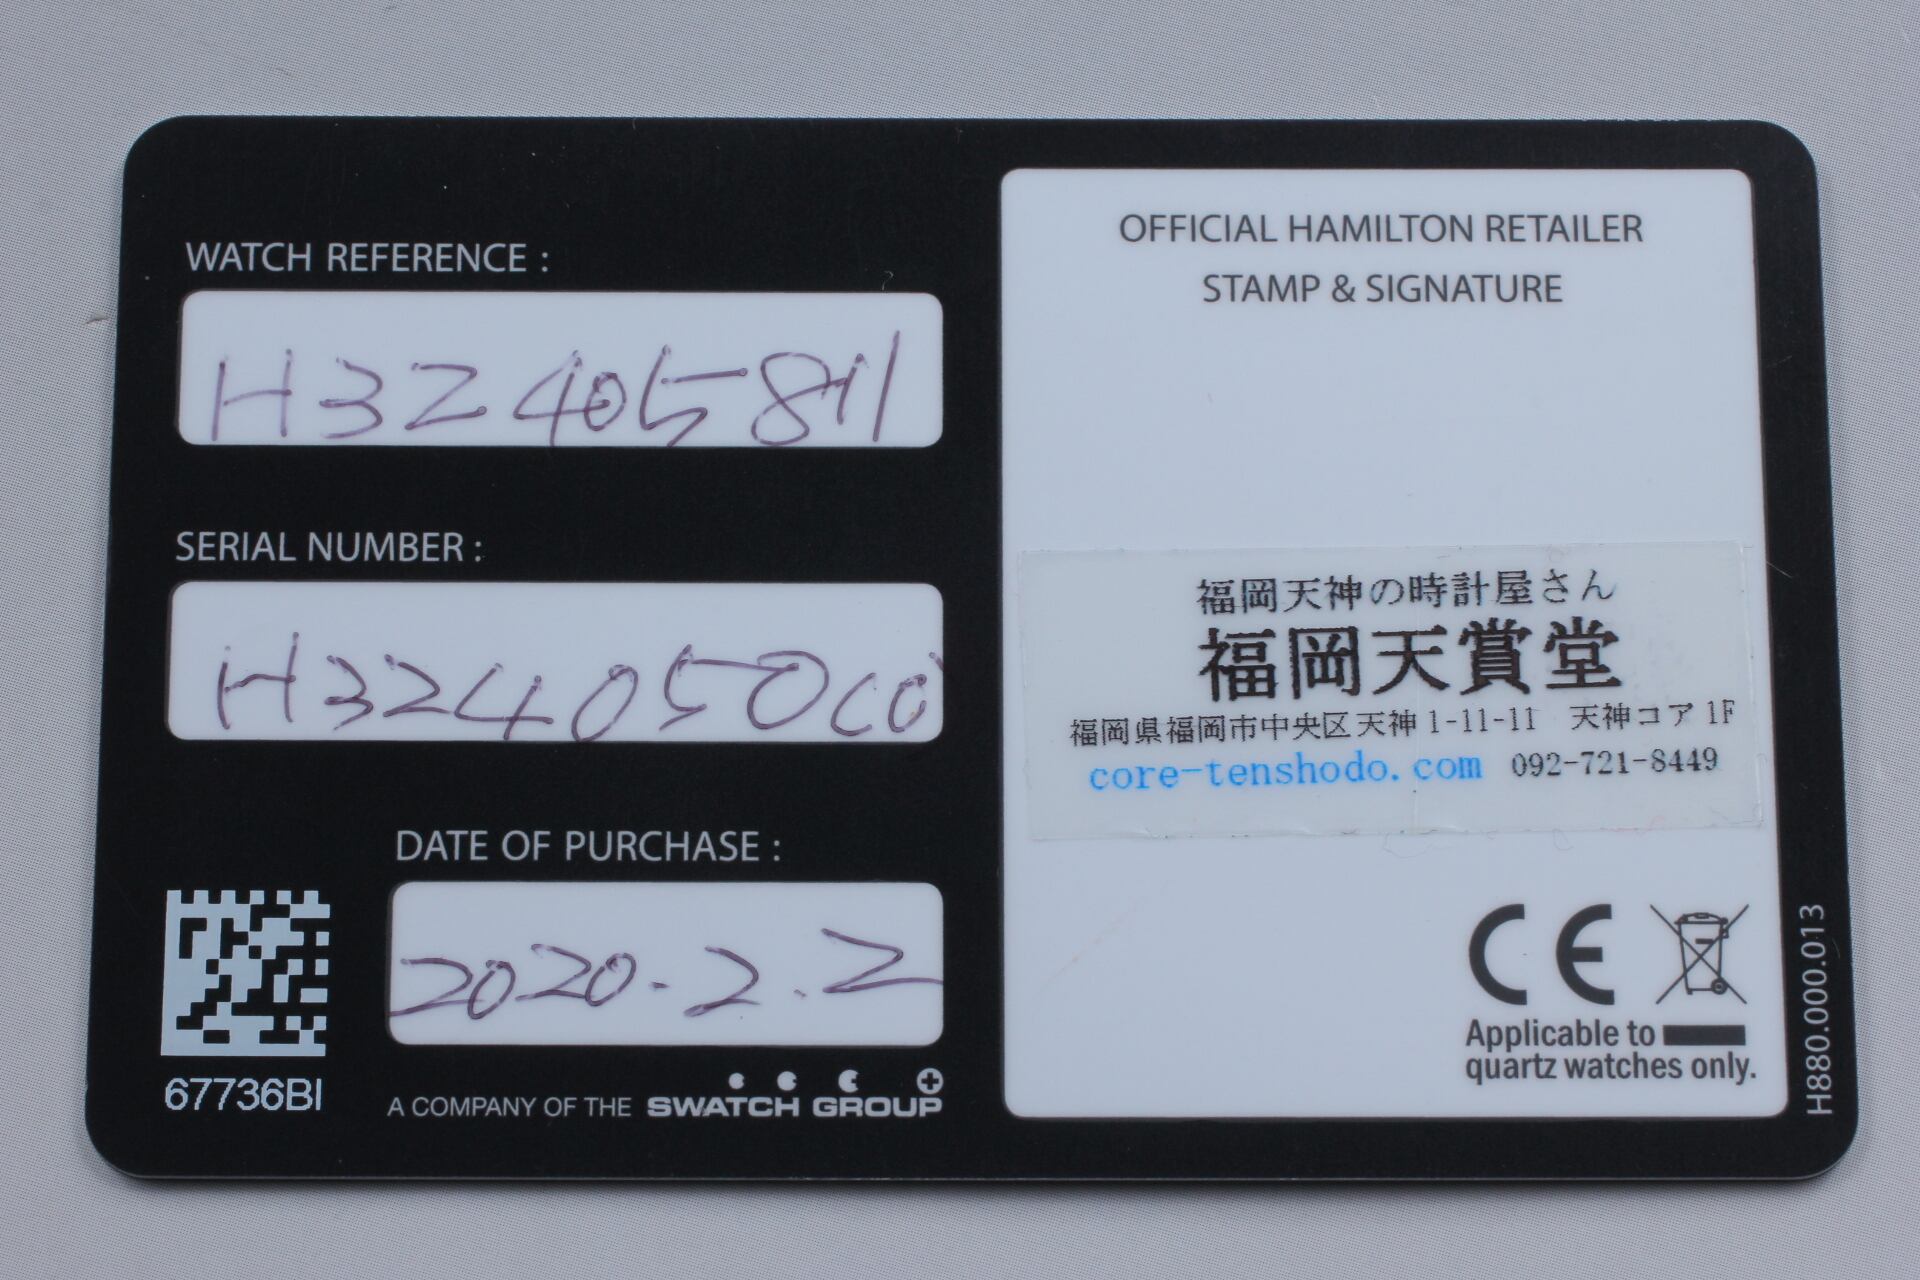 WATCH REFERENCE :
H32405811
SERIAL NUMBER :
DATE OF PURCHASE :
2020.2.2
67736BI
A COMPANY OF THE SWATCH GROUP
OFFICIAL HAMILTON RETAILER
STAMP & SIGNATURE
福岡天神の時計屋さん
福岡天賞堂
福岡県福岡市中央区天神1-11-11 天神コア 1F
core-tenshodo.com 092-721-8449
CE
Applicable to
quartz watches only.
H880.000.013